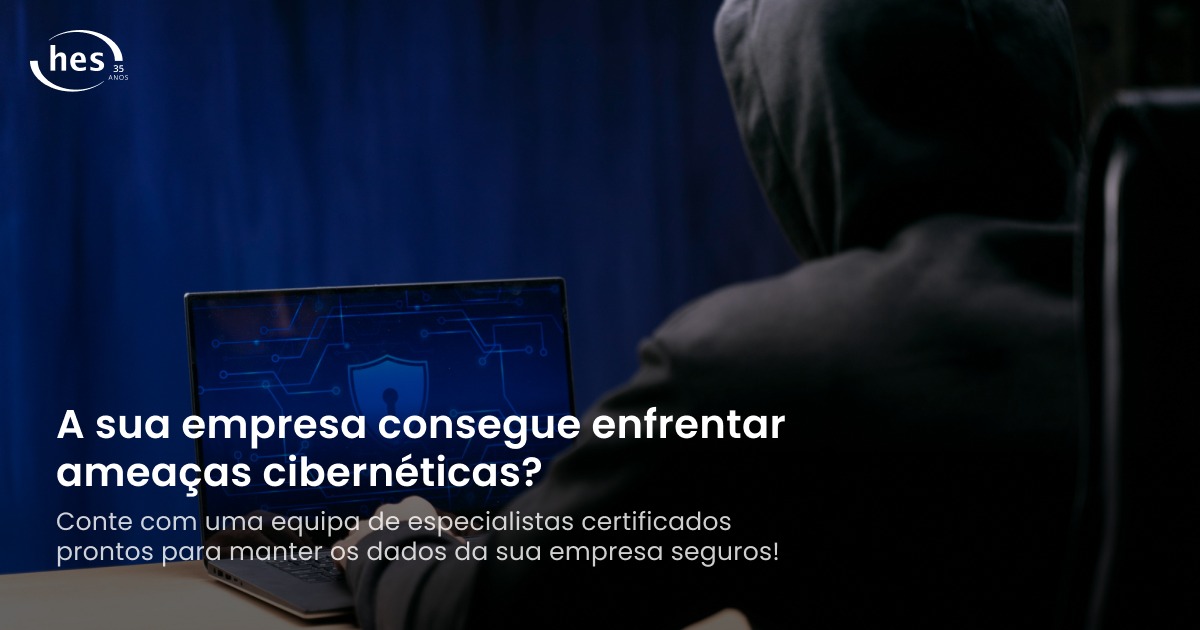 hes
35
ANOS
A sua empresa consegue enfrentar
ameaças cibernéticas?
Conte com uma equipa de especialistas certificados
prontos para manter os dados da sua empresa seguros!